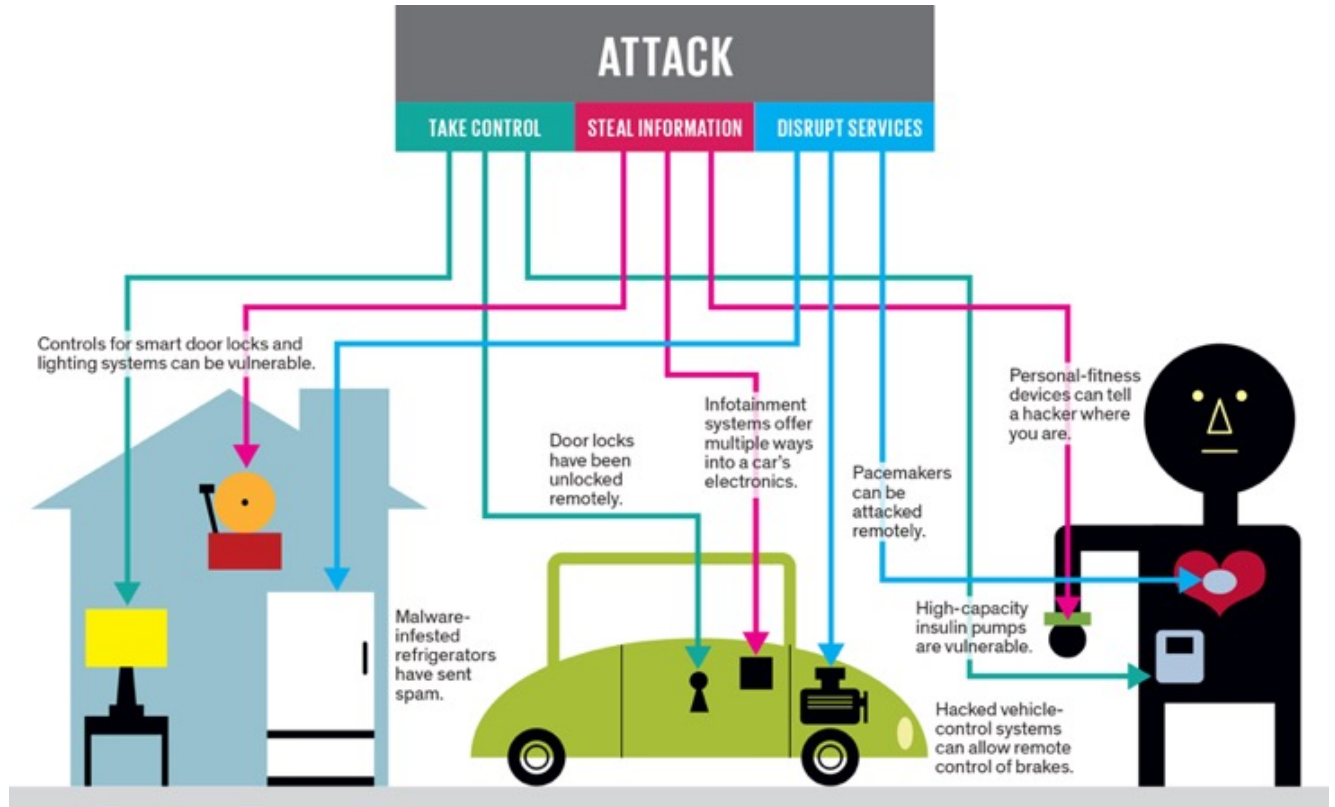 ATTACK
TAKE CONTROL
STEAL INFORMATION
DISRUPT SERVICES
Controls for smart door locks and
lighting systems can be vulnerable.
Malware-
infested
refrigerators
have sent
spam.
Door locks
have been
unlocked
remotely.
Infotainment
systems offer
multiple ways
into a car's
electronics.
Hacked vehicle-
control systems
can allow remote
control of brakes.
Pacemakers
can be
attacked
remotely.
Personal-fitness
devices can tell
a hacker where
you are.
High-capacity
insulin pumps
are vulnerable.